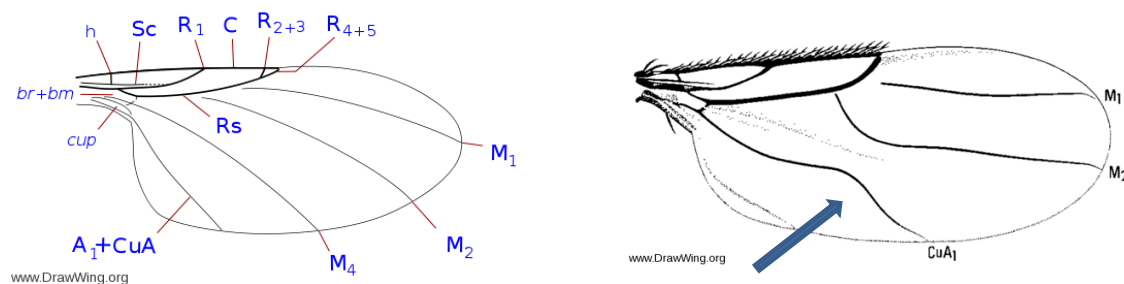 h
Sc
R1
C
R2+3
R4+5
br+bm
cup
Rs
M1
A1+CuA
M4
M2
www.DrawWing.org
M1
M2
CuA1
www.DrawWing.org